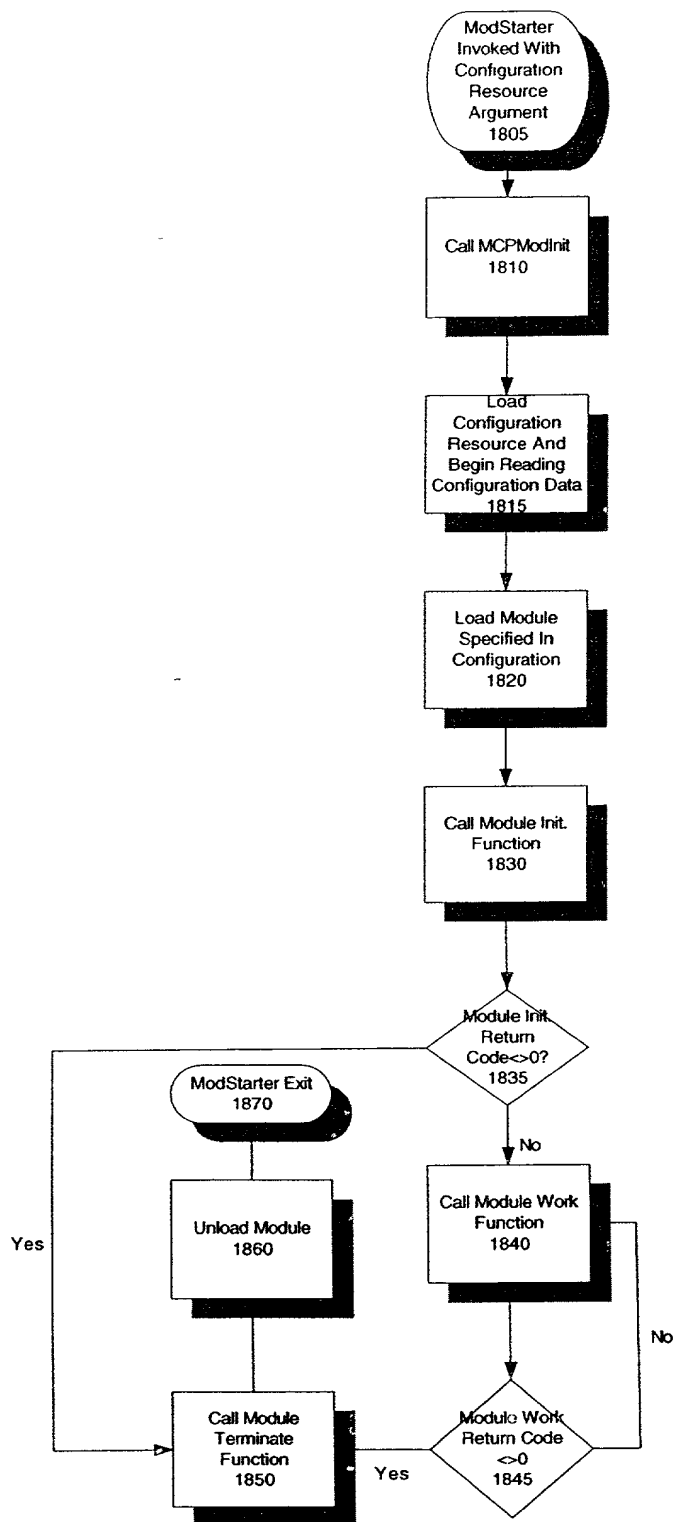 ModStarter
Invoked With
Configuration
Resource
Argument
1805
Call MCPModInit
1810
Load
Configuration
Resource And
Begin Reading
Configuration Data
1815
Load Module
Specified In
Configuration
1820
Call Module Init.
Function
1830
Module Init.
Return
Code<>0?
1835
ModStarter Exit
1870
No
Call Module Work
Function
1840
Unload Module
1860
Yes
No
Call Module
Terminate
Function
1850
Yes
Module Work
Return Code
<>0
1845